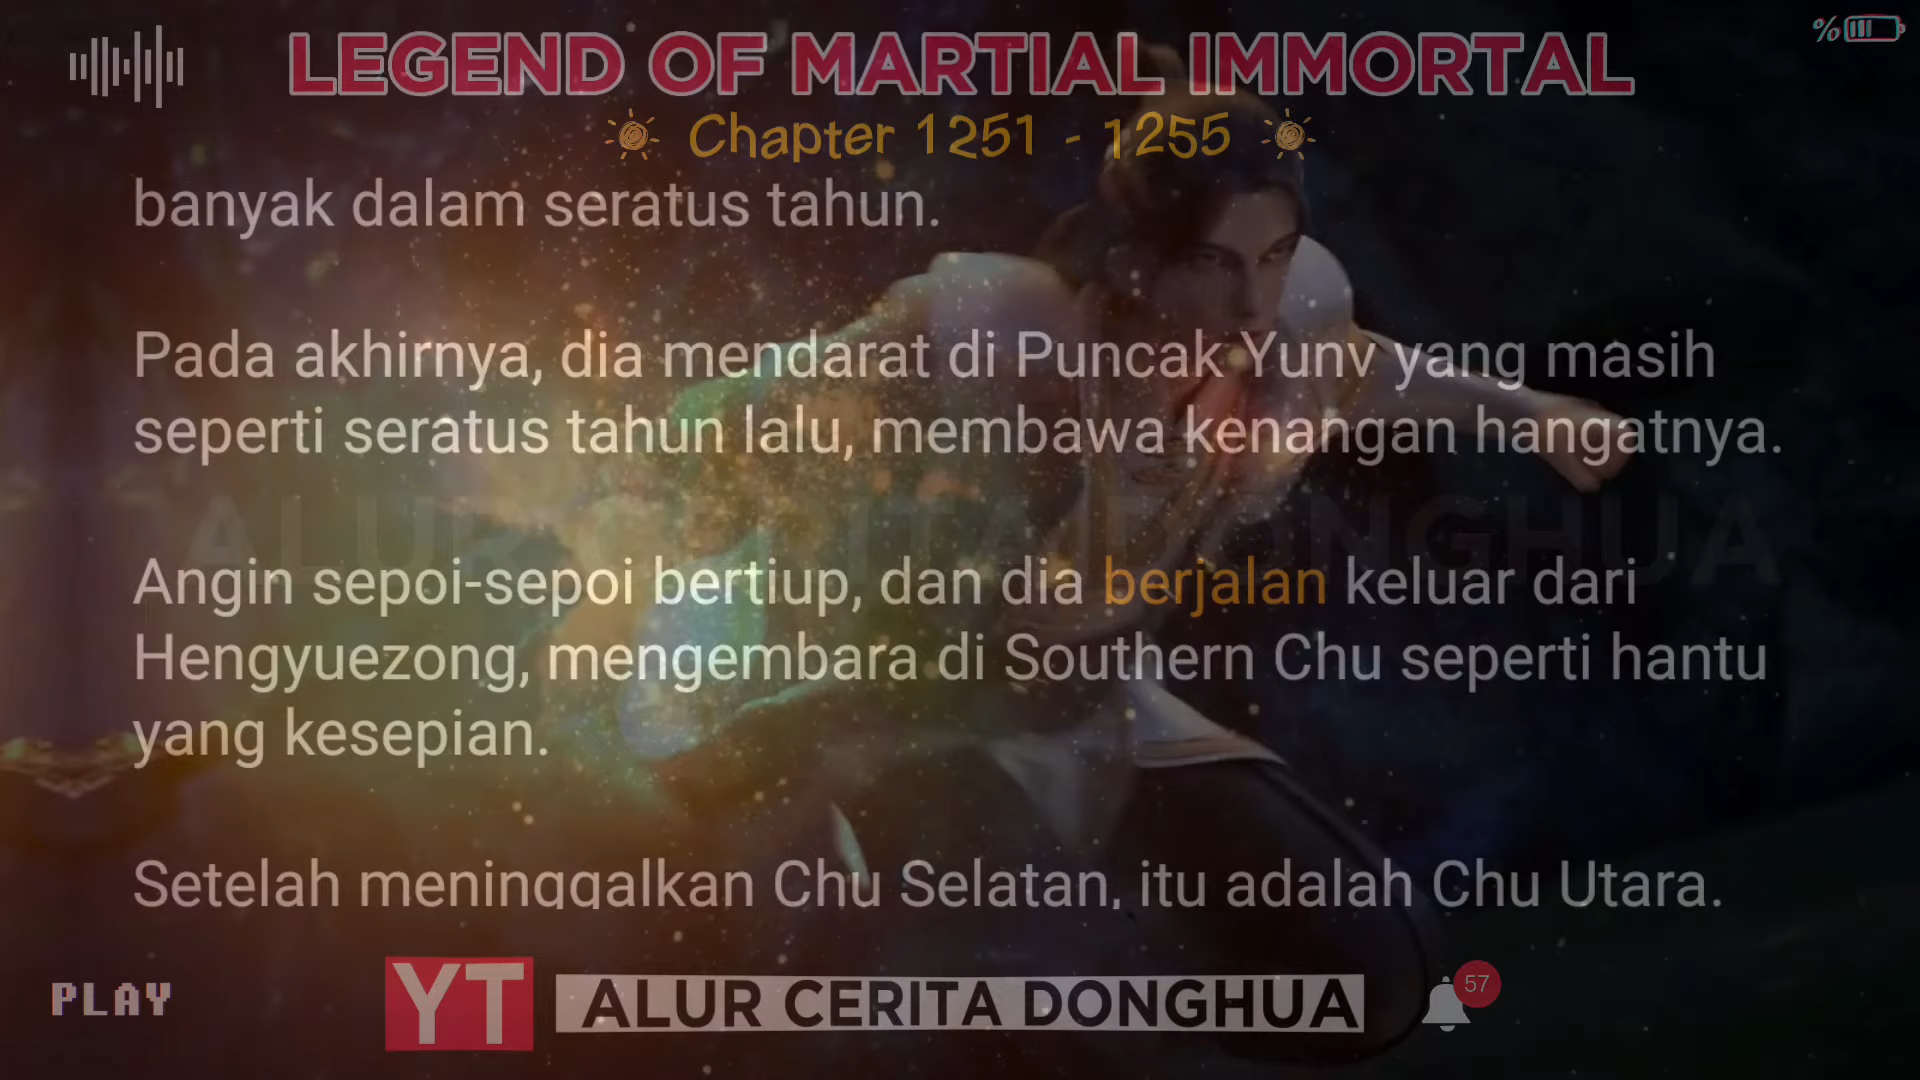 LEGEND OF MARTIAL IMMORTAL
%
Chapter 1251 - 1255
banyak dalam seratus tahun.
Pada akhirnya, dia mendarat di Puncak Yunv yang masih
seperti seratus tahun lalu, membawa kenangan hangatnya.
ALUR CERITA DONGHUA
Angin sepoi-sepoi bertiup, dan dia berjalan keluar dari
Hengyuezong, mengembara di Southern Chu seperti hantu
yang kesepian.
Setelah meninggalkan Chu Selatan, itu adalah Chu Utara.
PLAY
YT ALUR CERITA DONGHUA
57